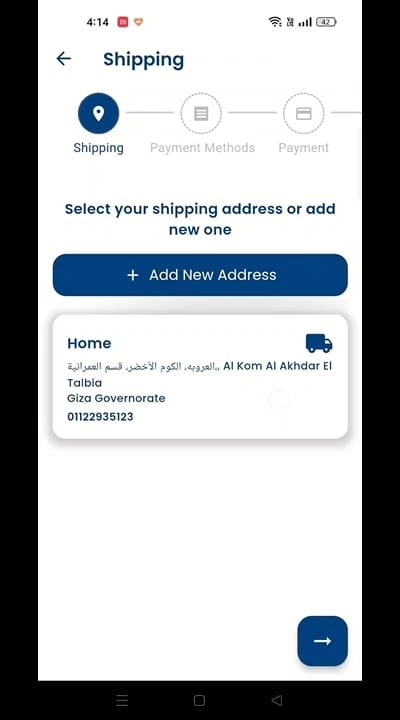 4:14
42
Shipping
Shipping
Payment Methods
Payment
Select your shipping address or add
new one
+ Add New Address
Home
العروبه، الكوم الأخضر، قسم العمرانية,, Al Kom Al Akhdar El
Talbia
Giza Governorate
01122935123